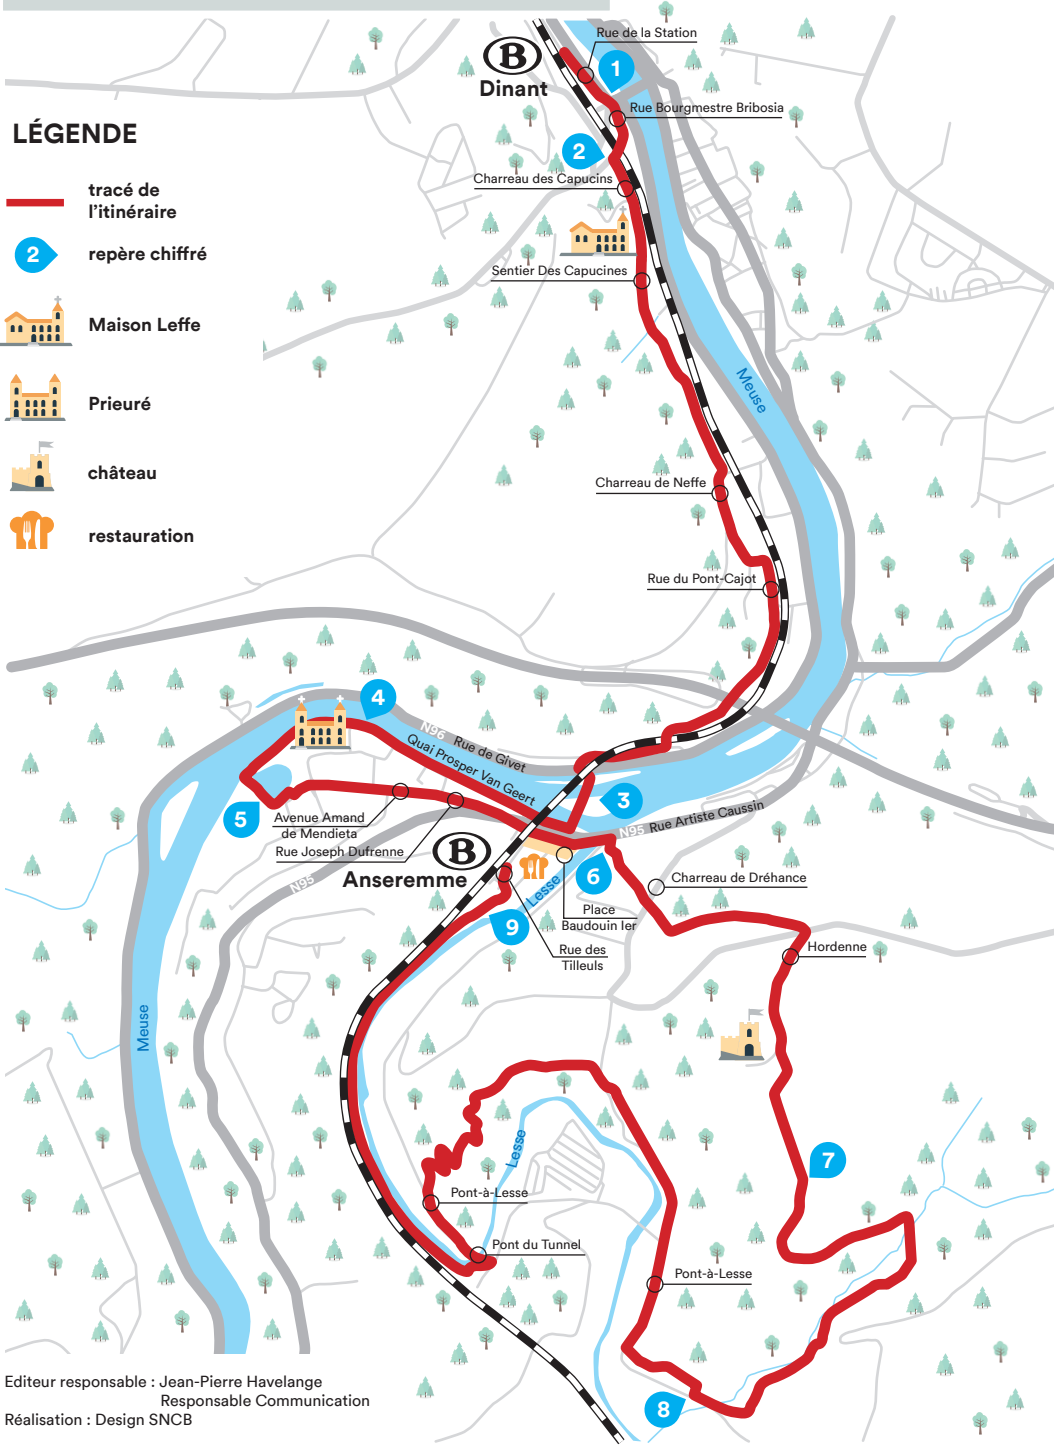 Rue de la Station
B
Dinant
1
Rue Bourgmestre Bribosia
LÉGENDE
2
Charreau des Capucins
tracé de
l'itinéraire
2
repère chiffré
Sentier Des Capucines
Maison Leffe
Meuse
Prieuré
château
Charreau de Neffe
restauration
Rue du Pont-Cajot
4
N96 Rue de Givet
Quai Prosper Van Geert
3
5
Avenue Amand
de Mendieta
N95 Rue Artiste Caussin
Rue Joseph Dufrenne
B
Anseremme
6
N95
Lesse
Charreau de Dréhance
Place
Baudouin Ier
9
Rue des
Tilleuls
Hordenne
Meuse
Lesse
7
Pont-à-Lesse
Pont du Tunnel
Pont-à-Lesse
8
Editeur responsable : Jean-Pierre Havelange
Responsable Communication
Réalisation : Design SNCB